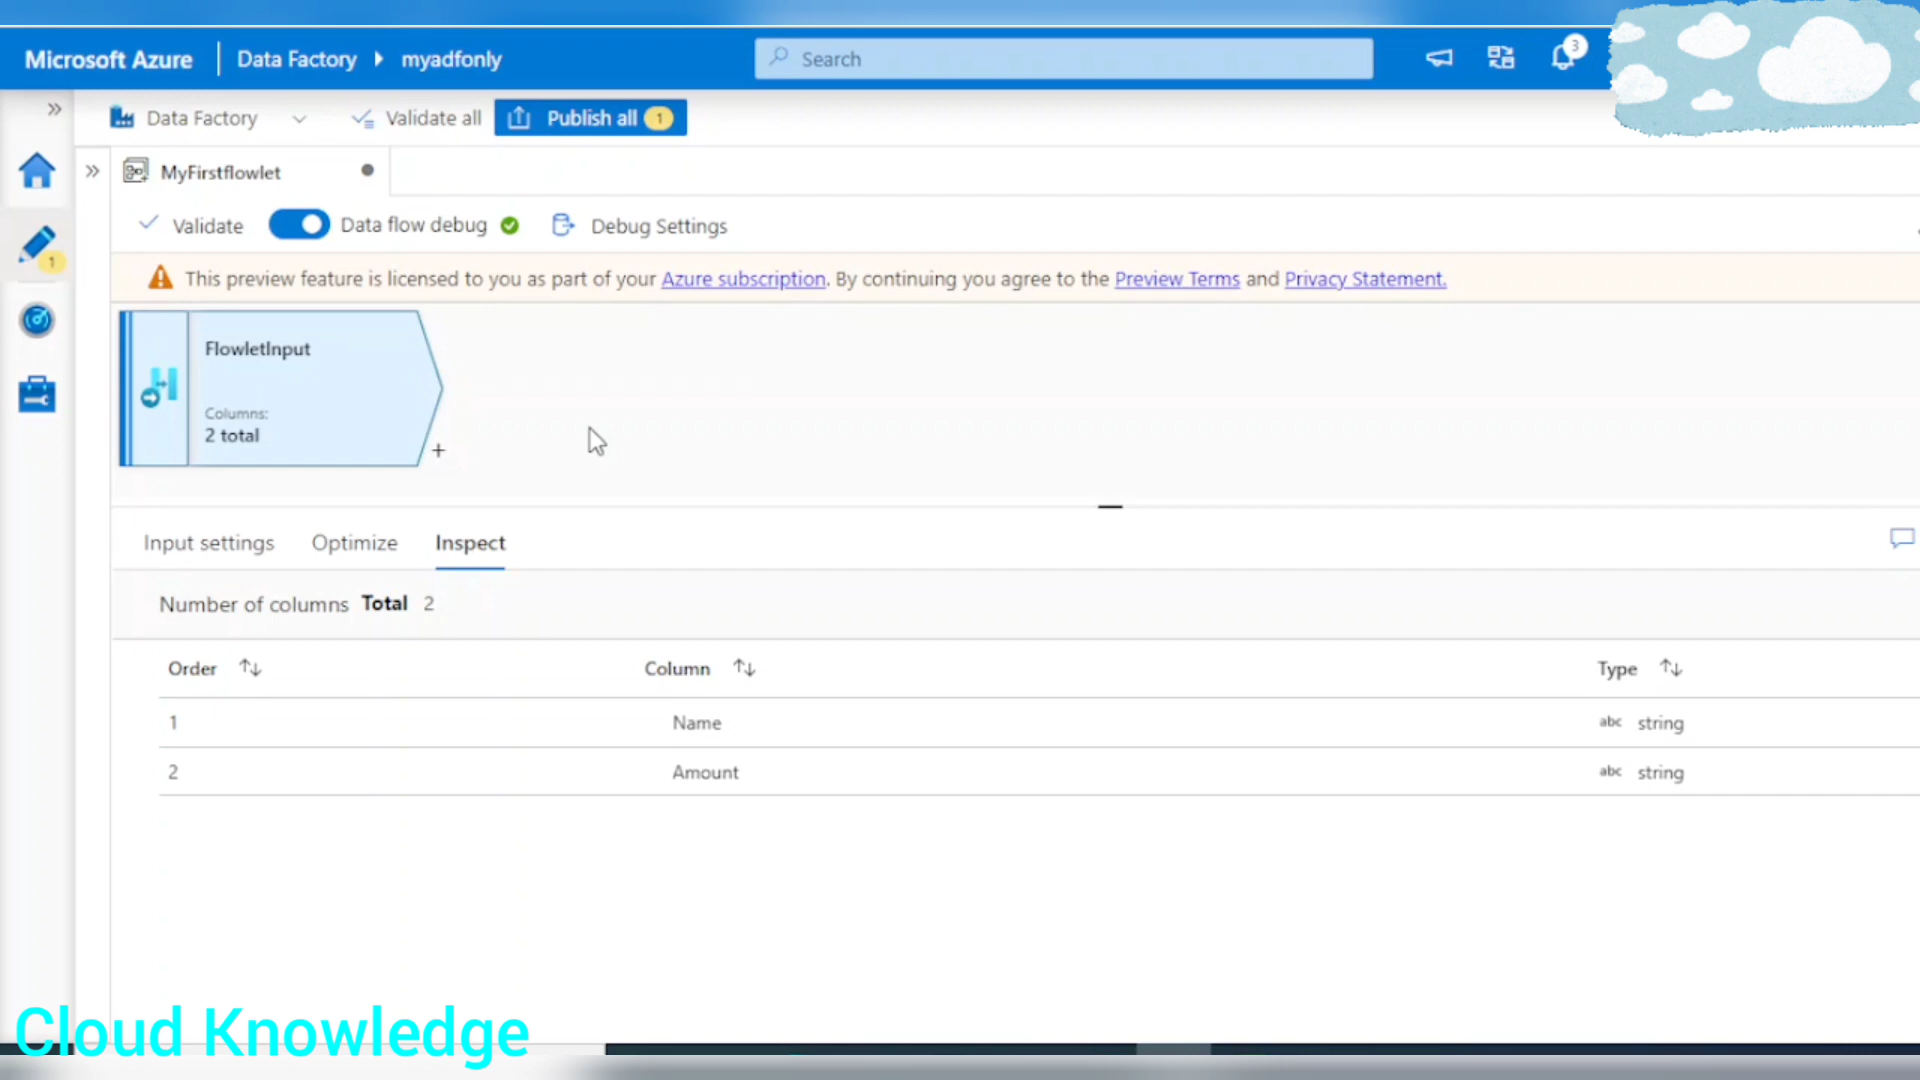 Microsoft Azure Data Factory myadfonly Search 3
Data Factory Validate all Publish all 1
MyFirstflowlet
Validate Data flow debug Debug Settings
1
This preview feature is licensed to you as part of your Azure subscription. By continuing you agree to the Preview Terms and Privacy Statement.
FlowletInput
Columns:
2 total
+
Input settings Optimize Inspect
Number of columns Total 2
Order Column Type
1 Name abc string
2 Amount abc string
Cloud Knowledge